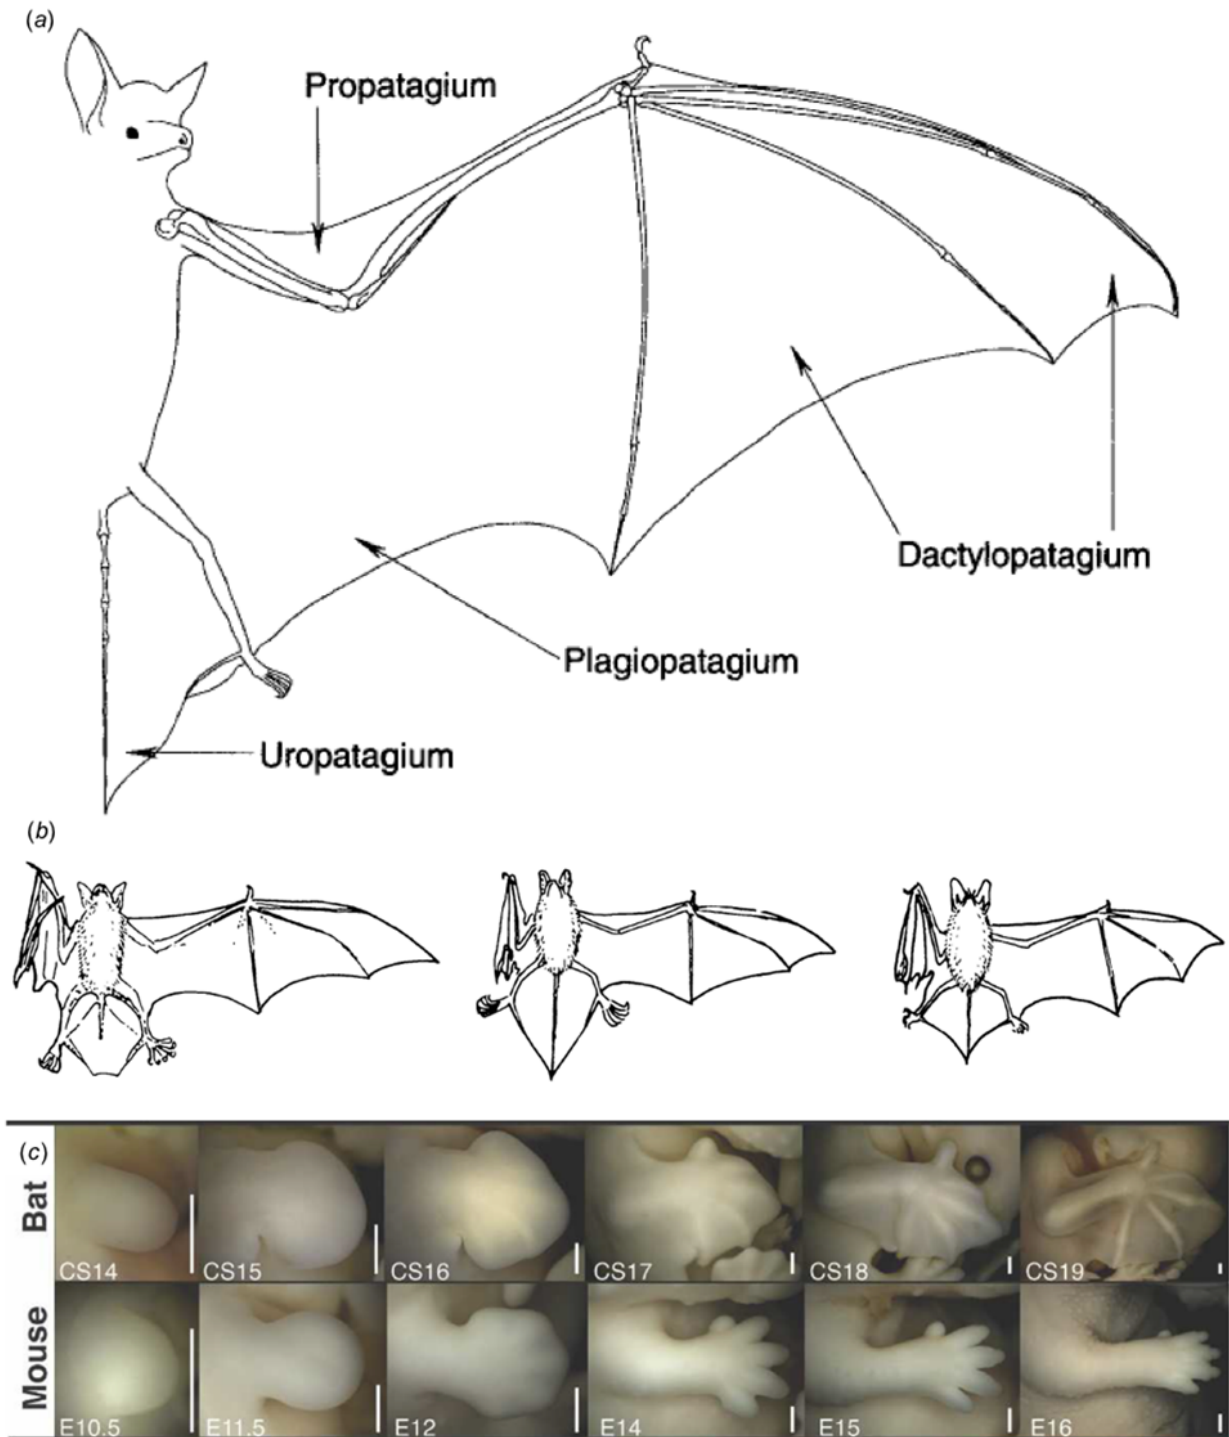 (a)
Propatagium
Dactylopatagium
Plagiopatagium
Uropatagium
(b)
(c)
Bat
CS14
CS15
CS16
CS17
CS18
CS19
Mouse
E10.5
E11.5
E12
E14
E15
E16